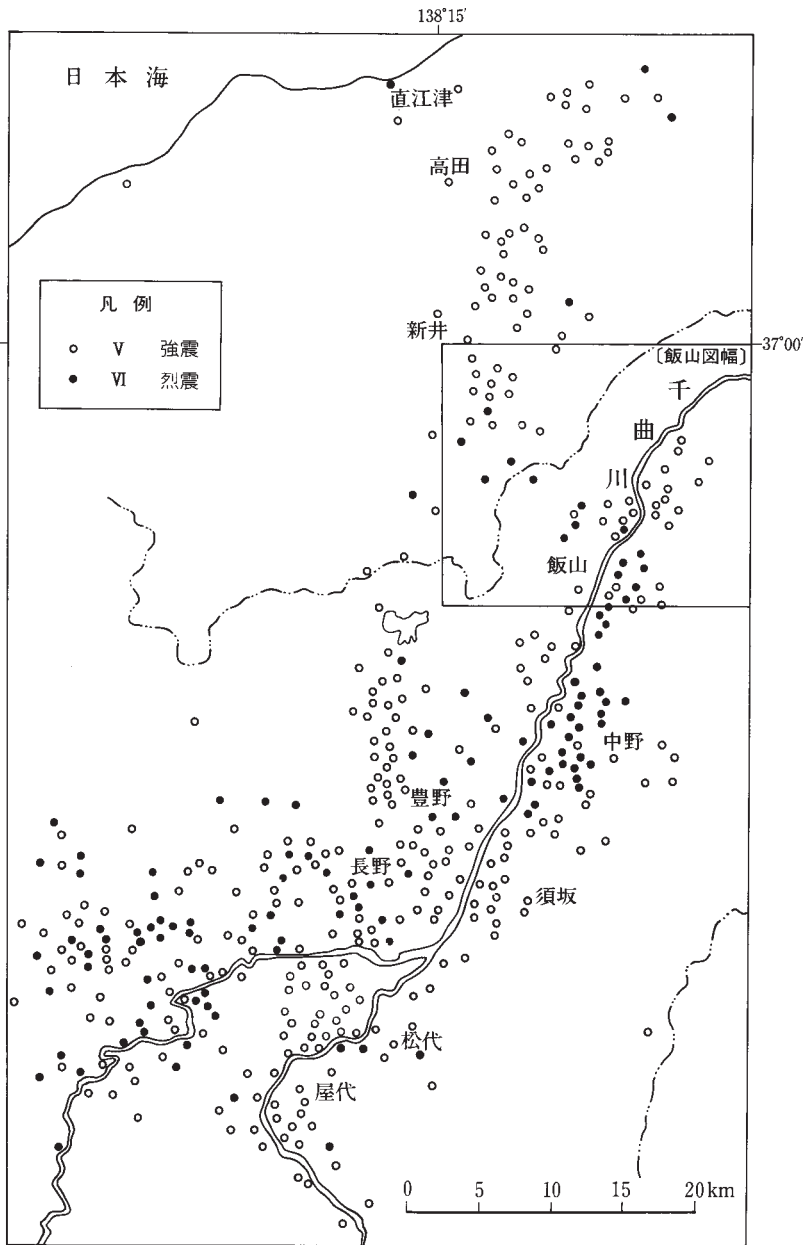 138°15′
日本海
直江津
高田
凡例
○ V 強震
● VI 烈震
新井
37°00′
〔飯山図幅〕
千曲川
飯山
中野
豊野
長野
須坂
松代
屋代
0 5 10 15 20km